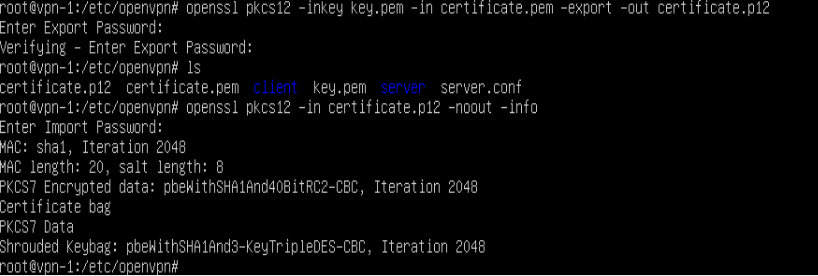 root@vpn-1:/etc/openvpn# openssl pkcs12 -inkey key.pem -in certificate.pem -export -out certificate.p12
Enter Export Password:
Verifying - Enter Export Password:
root@vpn-1:/etc/openvpn# ls
certificate.p12  certificate.pem  client  key.pem  server  server.conf
root@vpn-1:/etc/openvpn# openssl pkcs12 -in certificate.p12 -noout -info
Enter Import Password:
MAC: sha1, Iteration 2048
MAC length: 20, salt length: 8
PKCS7 Encrypted data: pbeWithSHA1And40BitRC2-CBC, Iteration 2048
Certificate bag
PKCS7 Data
Shrouded Keybag: pbeWithSHA1And3-KeyTripleDES-CBC, Iteration 2048
root@vpn-1:/etc/openvpn#